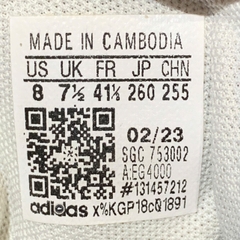 MADE IN CAMBODIA
US UK FR JP CHN
8 7½ 41⅓ 260 255
02/23
SGC 753002
A:EG4000
#131457212
adidas x%KGP18c01891